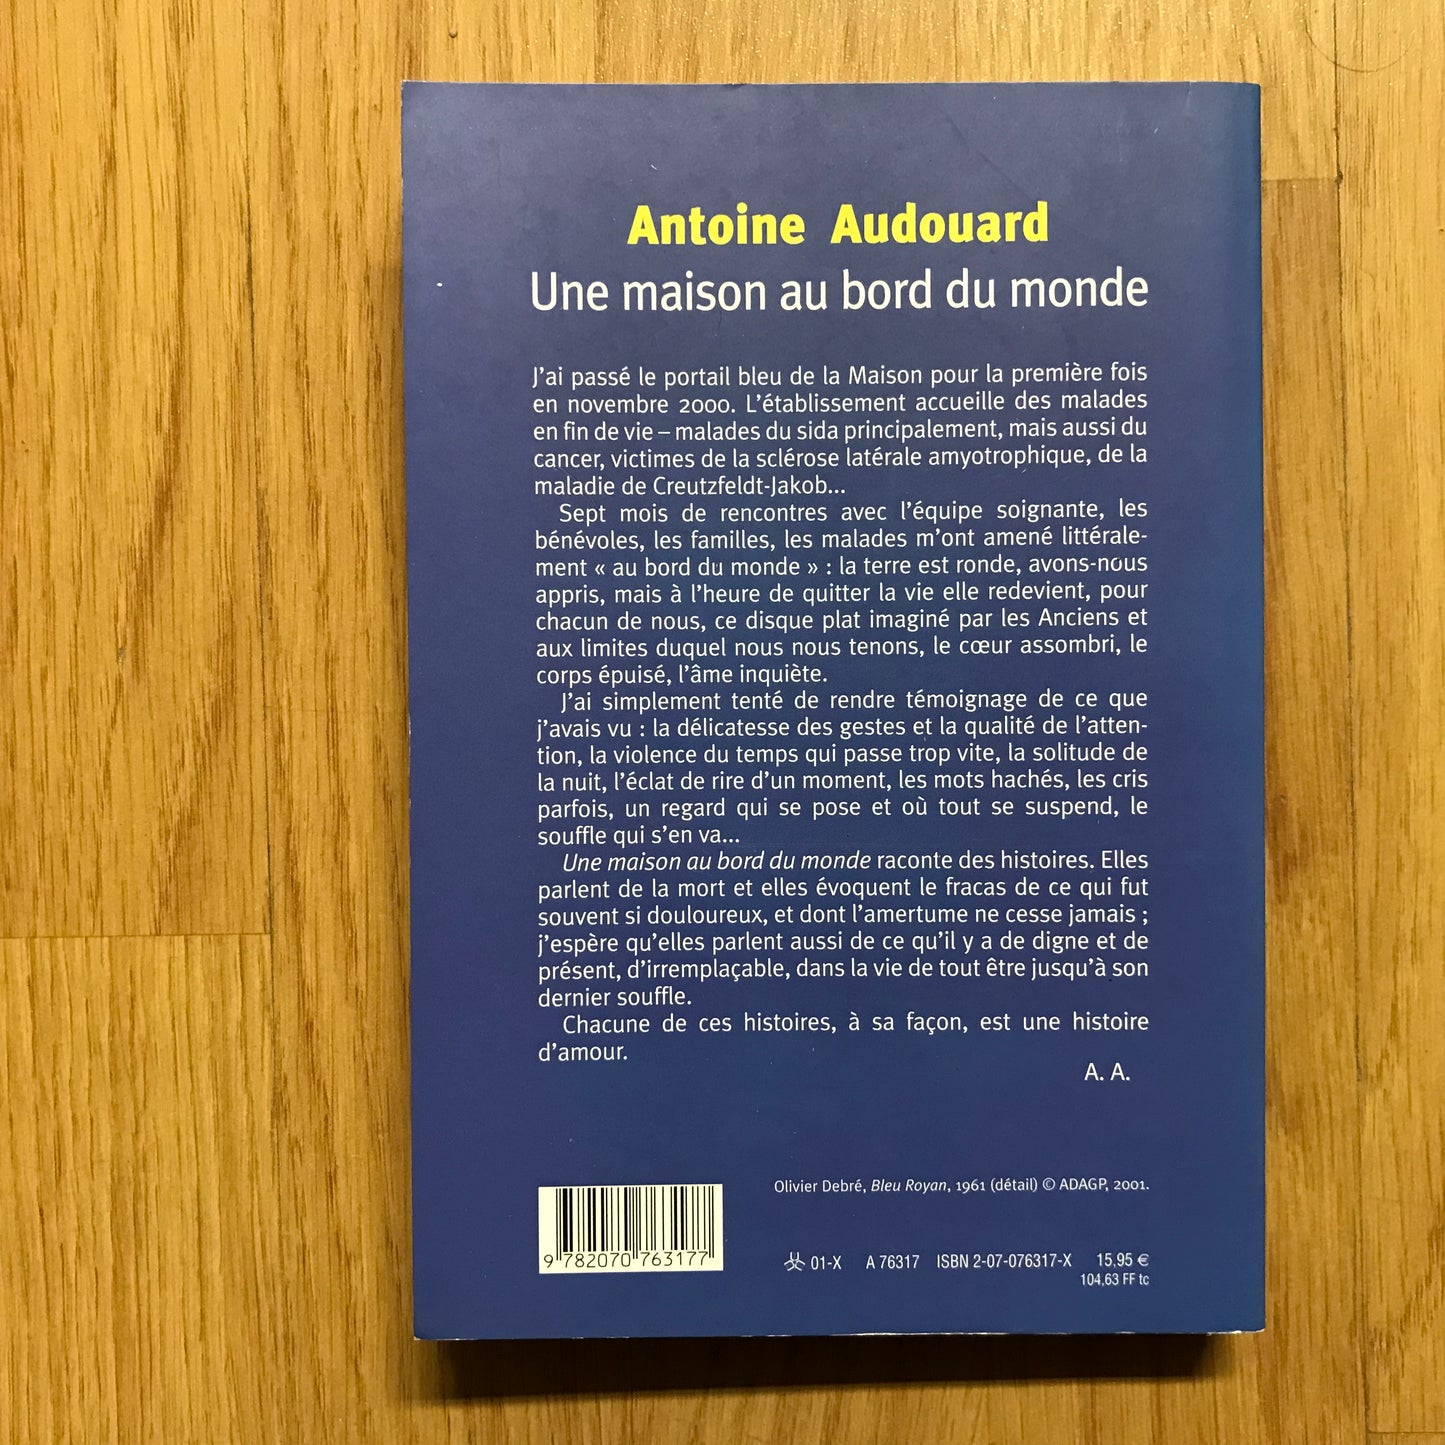 Antoine Audouard
Une maison au bord du monde
J'ai passé le portail bleu de la Maison pour la première fois
en novembre 2000. L'établissement accueille des malades
en fin de vie – malades du sida principalement, mais aussi du
cancer, victimes de la sclérose latérale amyotrophique, de la
maladie de Creutzfeldt-Jakob...
Sept mois de rencontres avec l'équipe soignante, les
bénévoles, les familles, les malades m'ont amené littérale-
ment « au bord du monde » : la terre est ronde, avons-nous
appris, mais à l'heure de quitter la vie elle redevient, pour
chacun de nous, ce disque plat imaginé par les Anciens et
aux limites duquel nous nous tenons, le cœur assombri, le
corps épuisé, l'âme inquiète.
J'ai simplement tenté de rendre témoignage de ce que
j'avais vu : la délicatesse des gestes et la qualité de l'atten-
tion, la violence du temps qui passe trop vite, la solitude de
la nuit, l'éclat de rire d'un moment, les mots hachés, les cris
parfois, un regard qui se pose et où tout se suspend, le
souffle qui s'en va...
Une maison au bord du monde raconte des histoires. Elles
parlent de la mort et elles évoquent le fracas de ce qui fut
souvent si douloureux, et dont l'amertume ne cesse jamais ;
j'espère qu'elles parlent aussi de ce qu'il y a de digne et de
présent, d'irremplaçable, dans la vie de tout être jusqu'à son
dernier souffle.
Chacune de ces histoires, à sa façon, est une histoire
d'amour.
A. A.
Olivier Debré, Bleu Royan, 1961 (détail) © ADAGP, 2001.
9 782070 763177
01-X A 76317 ISBN 2-07-076317-X 15,95 €
104,63 FF tc